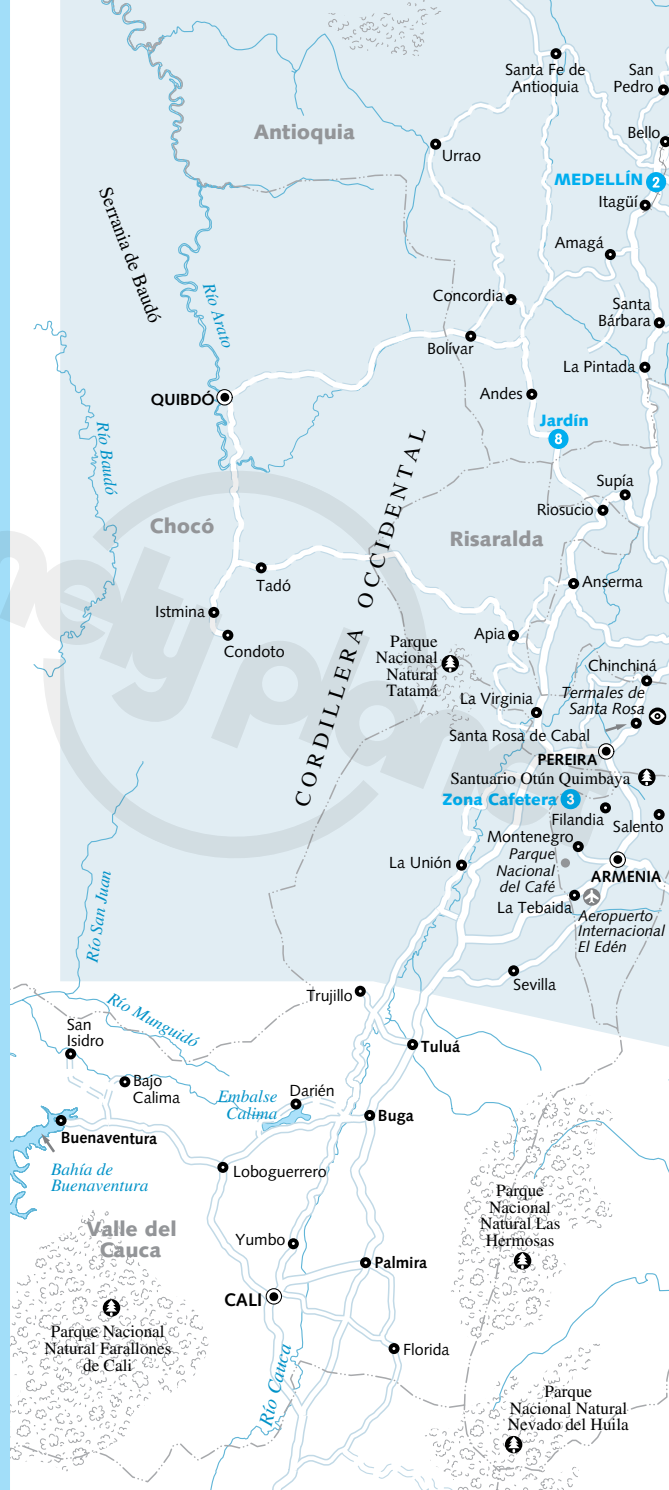 Santa Fe de
Antioquia
San
Pedro
Antioquia
Bello
Urrao
MEDELLÍN 2
Itagüí
Serrania de Baudó
Amagá
Río Arato
Concordia
Santa
Bárbara
Bolívar
La Pintada
QUIBDÓ
Andes
Jardín
8
Río Baudó
CORDILLERA OCCIDENTAL
Supía
Riosucio
Chocó
Risaralda
Tadó
Anserma
Istmina
Condoto
Apia
Parque
Nacional
Natural
Tatamá
Chinchiná
Termales de
Santa Rosa
La Virginia
Santa Rosa de Cabal
PEREIRA
Santuario Otún Quimbaya
Zona Cafetera 3
Filandia
Salento
Montenegro
Parque
Nacional
del Café
La Unión
ARMENIA
La Tebaida
Aeropuerto
Internacional
El Edén
Río San Juan
Sevilla
Trujillo
Río Munguidó
San
Isidro
Tuluá
Bajo
Calima
Embalse
Calima
Darién
Buga
Buenaventura
Bahía de
Buenaventura
Loboguerrero
Parque
Nacional
Natural Las
Hermosas
Valle del
Cauca
Yumbo
Palmira
CALI
Parque Nacional
Natural Farallones
de Cali
Florida
Río Cauca
Parque
Nacional Natural
Nevado del Huila
nely planet